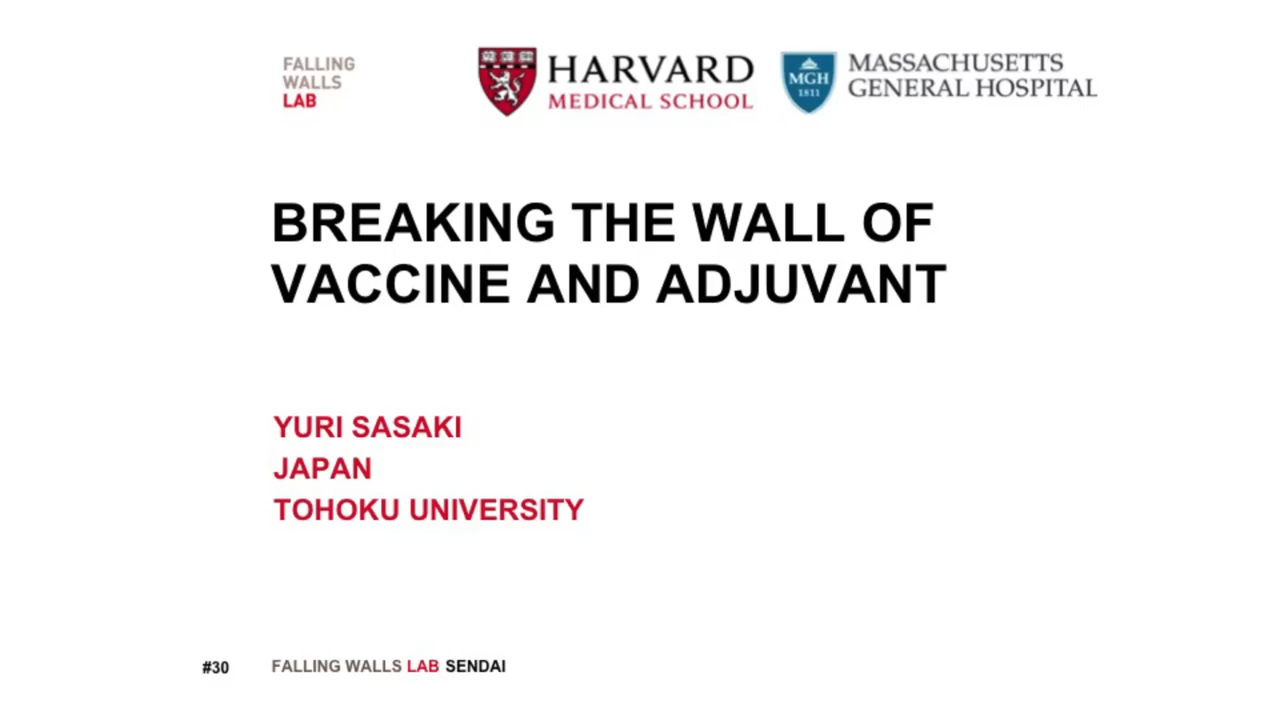 FALLING
WALLS
LAB
HARVARD
MEDICAL SCHOOL
MGH
1811
MASSACHUSETTS
GENERAL HOSPITAL
BREAKING THE WALL OF
VACCINE AND ADJUVANT
YURI SASAKI
JAPAN
TOHOKU UNIVERSITY
#30 FALLING WALLS LAB SENDAI